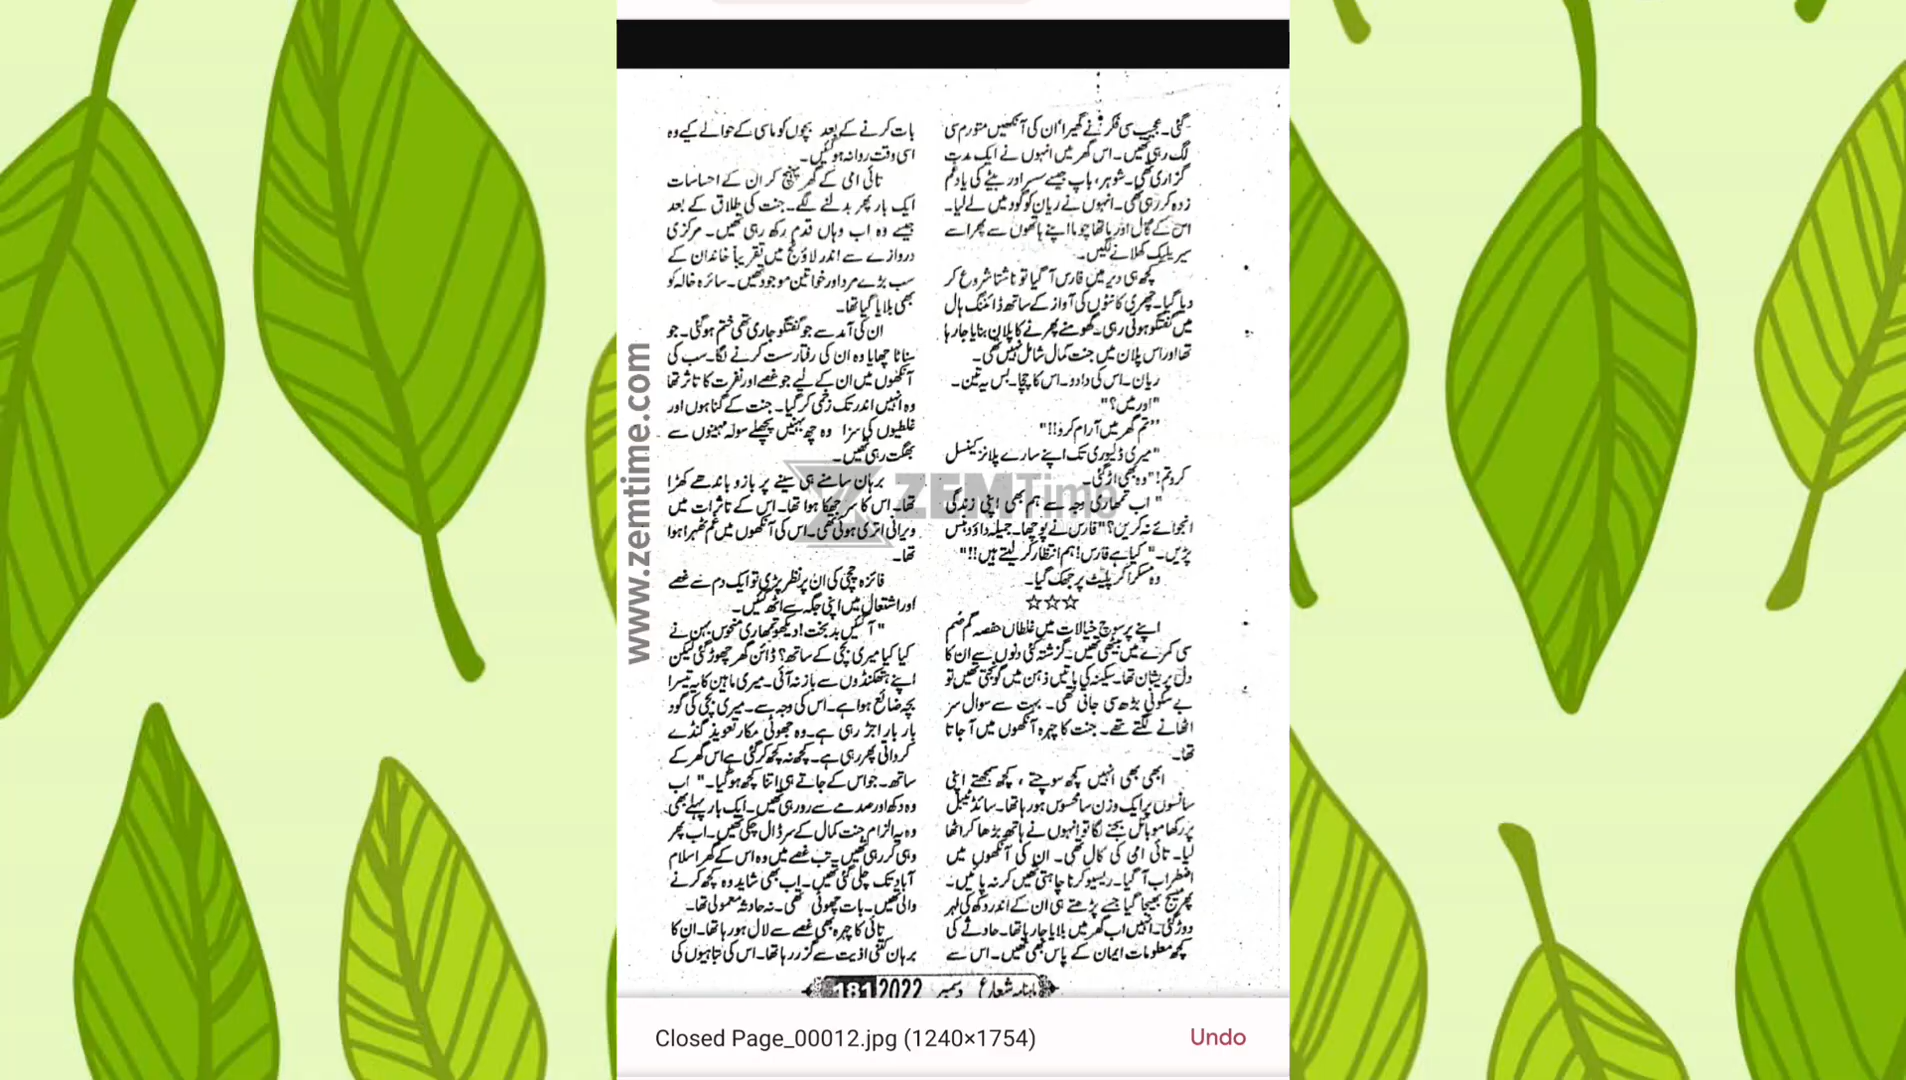 گئی۔ عجیب سی فکر نے گھیرا' ان کی آنکھیں متورم سی
لگ رہی تھیں۔ اس گھر میں انہوں نے ایک مدت
گزاری تھی۔ شوہر، باپ جیسے سسر اور بیٹے کی یاد غم
زدہ کر رہی تھی۔ انہوں نے ریان کو گود میں لے لیا۔
اس کے گال اور ماتھا چوما اپنے ہاتھوں سے پھر اسے
سیریلیک کھلانے لگیں۔
کچھ ہی دیر میں فارس آ گیا تو ناشتا شروع کر
دیا گیا۔ چھری کانٹوں کی آواز کے ساتھ ڈائننگ ہال
میں گفتگو ہوتی رہی۔ گھومنے پھرنے کا پلان بنایا جا رہا
تھا اور اس پلان میں جنت کمال شامل نہیں تھی۔
ریان۔ اس کی دادو۔ اس کا چچا۔ بس یہ تین۔
"اور میں؟"
"تم گھر میں آرام کرو!!"
"میری ڈلیوری تک اپنے سارے پلانز کینسل
کرو تم!" وہ بھی اڑ گئی۔
"اب تمھاری وجہ سے ہم بھی اپنی زندگی
انجوائے نہ کریں؟" فارس نے پوچھا۔ جمیلہ داؤد ہنس
پڑیں۔ "کیا ہے فارس! ہم انتظار کر لیتے ہیں!!"
وہ مسکرا کر پلیٹ پر جھک گیا۔
☆☆☆
اپنے پرسوچ خیالات میں غلطاں حفصہ گم صُم
سی کمرے میں بیٹھی تھیں۔ گزشتہ کئی دنوں سے ان کا
دل پریشان تھا۔ سکینہ کی باتیں ذہن میں گونجتی تھیں تو
بے سکونی بڑھ سی جاتی تھی۔ بہت سے سوال سر
اٹھانے لگتے تھے۔ جنت کا چہرہ آنکھوں میں آ جاتا
تھا۔
ابھی بھی انہیں کچھ سوچتے، کچھ سمجھتے اپنی
سانسوں پر ایک وزن سا محسوس ہو رہا تھا۔ سائڈ ٹیبل
پر رکھا موبائل بجنے لگا تو انہوں نے ہاتھ بڑھا کر اٹھا
لیا۔ تائی امی کی کال تھی۔ ان کی آنکھوں میں
اضطراب آ گیا۔ ریسیو کرنا چاہتی تھیں کر نہ پائیں۔
پھر میسج بھیجا گیا جسے پڑھتے ہی ان کے اندر دکھ کی لہر
دوڑ گئی۔ انہیں اب گھر میں بلایا جا رہا تھا۔ حادثے کی
کچھ معلومات ایمان کے پاس بھی تھیں۔ اس سے
بات کرنے کے بعد بچوں کو ماسی کے حوالے کیے وہ
اسی وقت روانہ ہو گئیں۔
تائی امی کے گھر پہنچ کر ان کے احساسات
ایک بار پھر بدلنے لگے۔ جنت کی طلاق کے بعد
جیسے وہ اب وہاں قدم رکھ رہی تھیں۔ مرکزی
دروازے سے اندر لاؤنج میں تقریباً خاندان کے
سب بڑے مرد اور خواتین موجود تھیں۔ سائرہ خالہ کو
بھی بلایا گیا تھا۔
ان کی آمد سے جو گفتگو جاری تھی ختم ہو گئی۔ جو
سناٹا چھایا وہ ان کی رفتار سست کرنے لگا۔ سب کی
آنکھوں میں ان کے لیے جو غصے اور نفرت کا تاثر تھا
وہ انہیں اندر تک زخمی کر گیا۔ جنت کے گناہوں اور
غلطیوں کی سزا وہ چھ بہنیں پچھلے سولہ مہینوں سے
بھگت رہی تھیں۔
برہان سامنے ہی سینے پر بازو باندھے کھڑا
تھا۔ اس کا سر جھکا ہوا تھا۔ اس کے تاثرات میں
ویرانی اتری ہوئی تھی۔ اس کی آنکھوں میں غم ٹھہرا ہوا
تھا۔
فائزہ چچی کی ان پر نظر پڑی تو ایک دم سے غصے
اور اشتعال میں اپنی جگہ سے اٹھ گئیں۔
"آ گئیں بد بخت! دیکھو تمھاری منحوس بہن نے
کیا کیا میری بچی کے ساتھ؟ ڈائن گھر چھوڑ گئی لیکن
اپنے ہتھکنڈوں سے باز نہ آئی۔ میری ماہین کا یہ تیسرا
بچہ ضائع ہوا ہے۔ اس کی وجہ سے۔ میری بچی کی گود
بار بار اجڑ رہی ہے۔ وہ جھوٹی مکار تعویذ گنڈے
کرواتی پھر رہی ہے۔ کچھ نہ کچھ کر گئی ہے اس گھر کے
ساتھ۔ جو اس کے جاتے ہی اتنا کچھ ہو گیا۔" اب
وہ دکھ اور صدمے سے رو رہی تھیں۔ ایک بار پہلے بھی
وہ یہ الزام جنت کمال کے سر ڈال چکی تھیں۔ اب پھر
وہی کر رہی تھیں۔ تب غصے میں وہ اس کے گھر اسلام
آباد تک چلی گئی تھیں۔ اب بھی شاید وہ کچھ کرنے
والی تھیں۔ بات چھوٹی تھی۔ نہ حادثہ معمولی تھا۔
تائی کا چہرہ بھی غصے سے لال ہو رہا تھا۔ ان کا
برہان کتنی اذیت سے گزر رہا تھا۔ اس کی تباہیوں کی
ماہنامہ شعاع دسمبر 2022 181
www.zemtime.com
ZEMTime
Closed Page_00012.jpg (1240×1754)
Undo